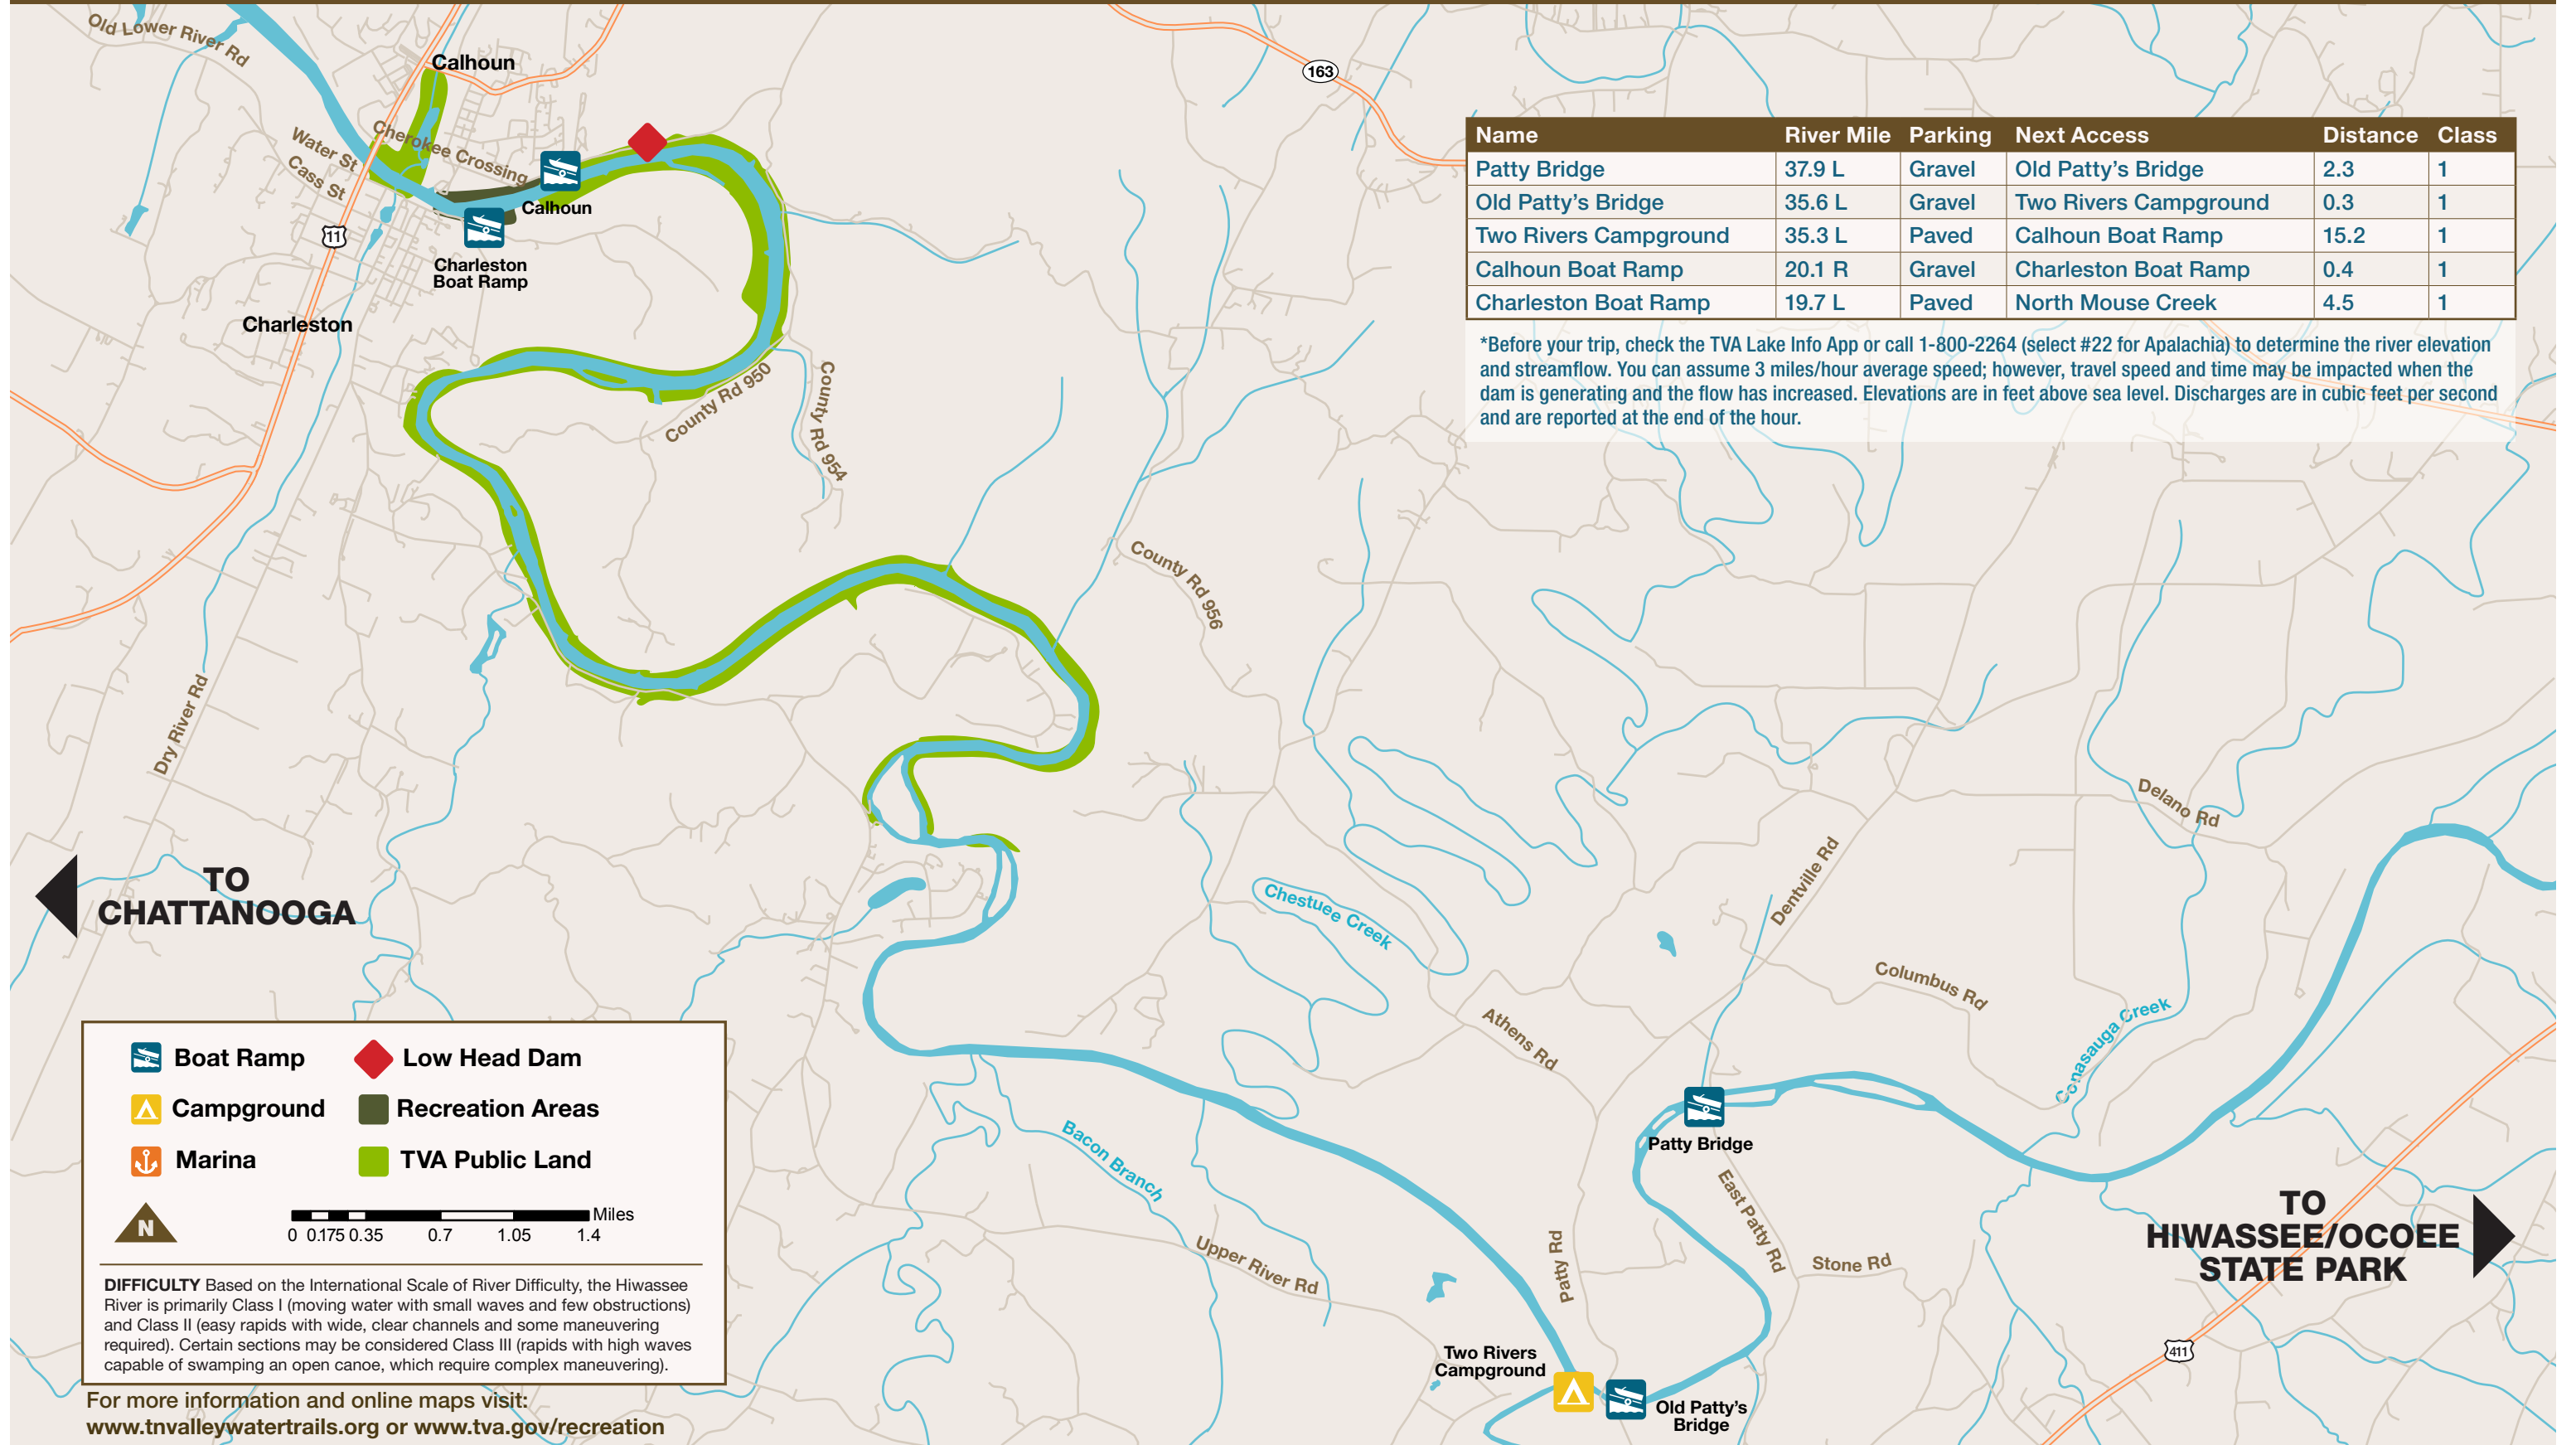 Old Lower River Rd
Calhoun
163
Water St
Cherokee Crossing
Cass St
Calhoun
11
Charleston
Boat Ramp
Charleston
Name River Mile Parking Next Access Distance Class
Patty Bridge 37.9 L Gravel Old Patty’s Bridge 2.3 1
Old Patty’s Bridge 35.6 L Gravel Two Rivers Campground 0.3 1
Two Rivers Campground 35.3 L Paved Calhoun Boat Ramp 15.2 1
Calhoun Boat Ramp 20.1 R Gravel Charleston Boat Ramp 0.4 1
Charleston Boat Ramp 19.7 L Paved North Mouse Creek 4.5 1
*Before your trip, check the TVA Lake Info App or call 1-800-2264 (select #22 for Apalachia) to determine the river elevation
and streamflow. You can assume 3 miles/hour average speed; however, travel speed and time may be impacted when the
dam is generating and the flow has increased. Elevations are in feet above sea level. Discharges are in cubic feet per second
and are reported at the end of the hour.
County Rd 950
County Rd 954
County Rd 956
Dry River Rd
Delano Rd
Dentville Rd
TO
CHATTANOOGA
Chestuee Creek
Columbus Rd
Conasauga Creek
Athens Rd
Patty Bridge
Bacon Branch
East Patty Rd
Patty Rd
Stone Rd
Upper River Rd
TO
HIWASSEE/OCOEE
STATE PARK
411
Two Rivers
Campground
Old Patty’s
Bridge
Boat Ramp
Low Head Dam
Campground
Recreation Areas
Marina
TVA Public Land
N
Miles
0 0.175 0.35 0.7 1.05 1.4
DIFFICULTY Based on the International Scale of River Difficulty, the Hiwassee
River is primarily Class I (moving water with small waves and few obstructions)
and Class II (easy rapids with wide, clear channels and some maneuvering
required). Certain sections may be considered Class III (rapids with high waves
capable of swamping an open canoe, which require complex maneuvering).
For more information and online maps visit:
www.tnvalleywatertrails.org or www.tva.gov/recreation